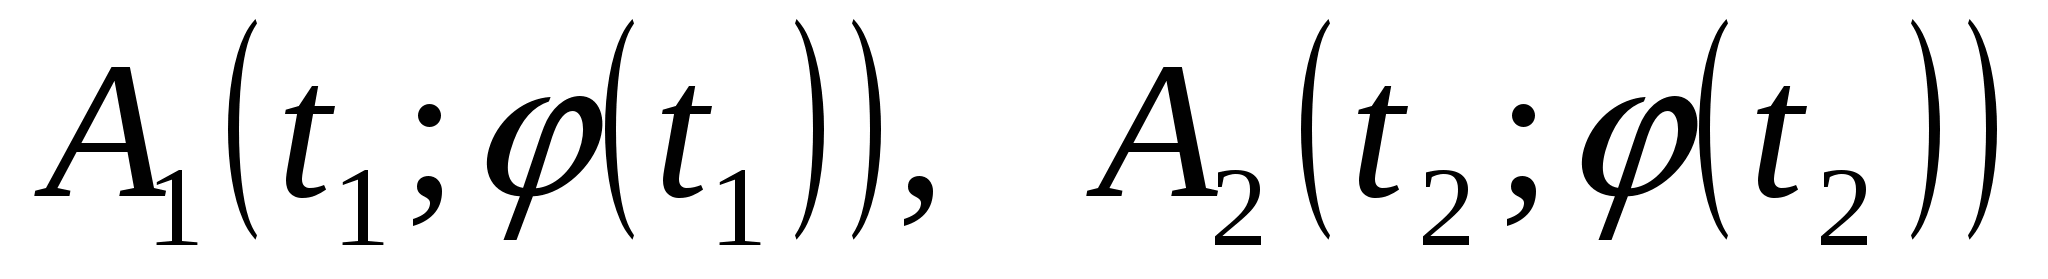 A₁(t₁; φ(t₁)), A₂(t₂; φ(t₂))